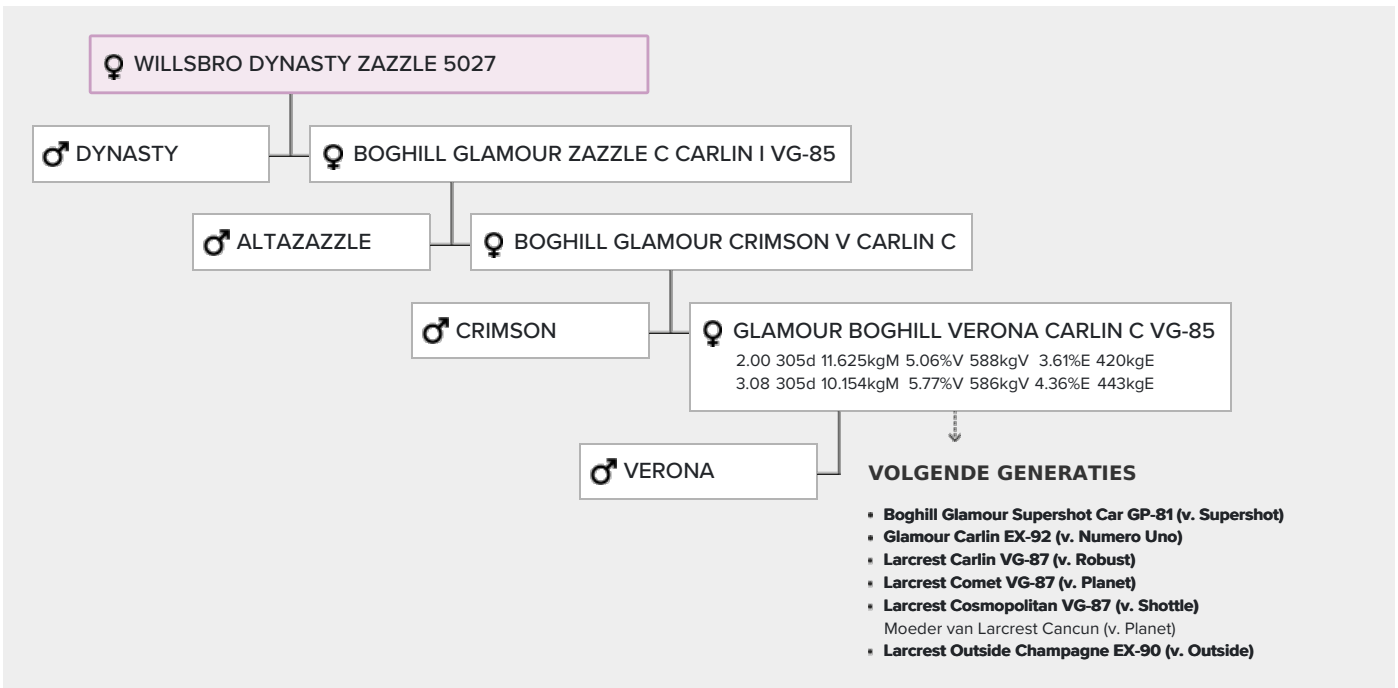 WILLSBRO DYNASTY ZAZZLE 5027
DYNASTY
BOGHILL GLAMOUR ZAZZLE C CARLIN I VG-85
ALTAZAZZLE
BOGHILL GLAMOUR CRIMSON V CARLIN C
CRIMSON
GLAMOUR BOGHILL VERONA CARLIN C VG-85
2.00 305d 11.625kgM 5.06%V 588kgV 3.61%E 420kgE
3.08 305d 10.154kgM 5.77%V 586kgV 4.36%E 443kgE
VERONA
VOLGENDE GENERATIES
Boghill Glamour Supershot Car GP-81 (v. Supershot)
Glamour Carlin EX-92 (v. Numero Uno)
Larcrest Carlin VG-87 (v. Robust)
Larcrest Comet VG-87 (v. Planet)
Larcrest Cosmopolitan VG-87 (v. Shottle)
Moeder van Larcrest Cancun (v. Planet)
Larcrest Outside Champagne EX-90 (v. Outside)